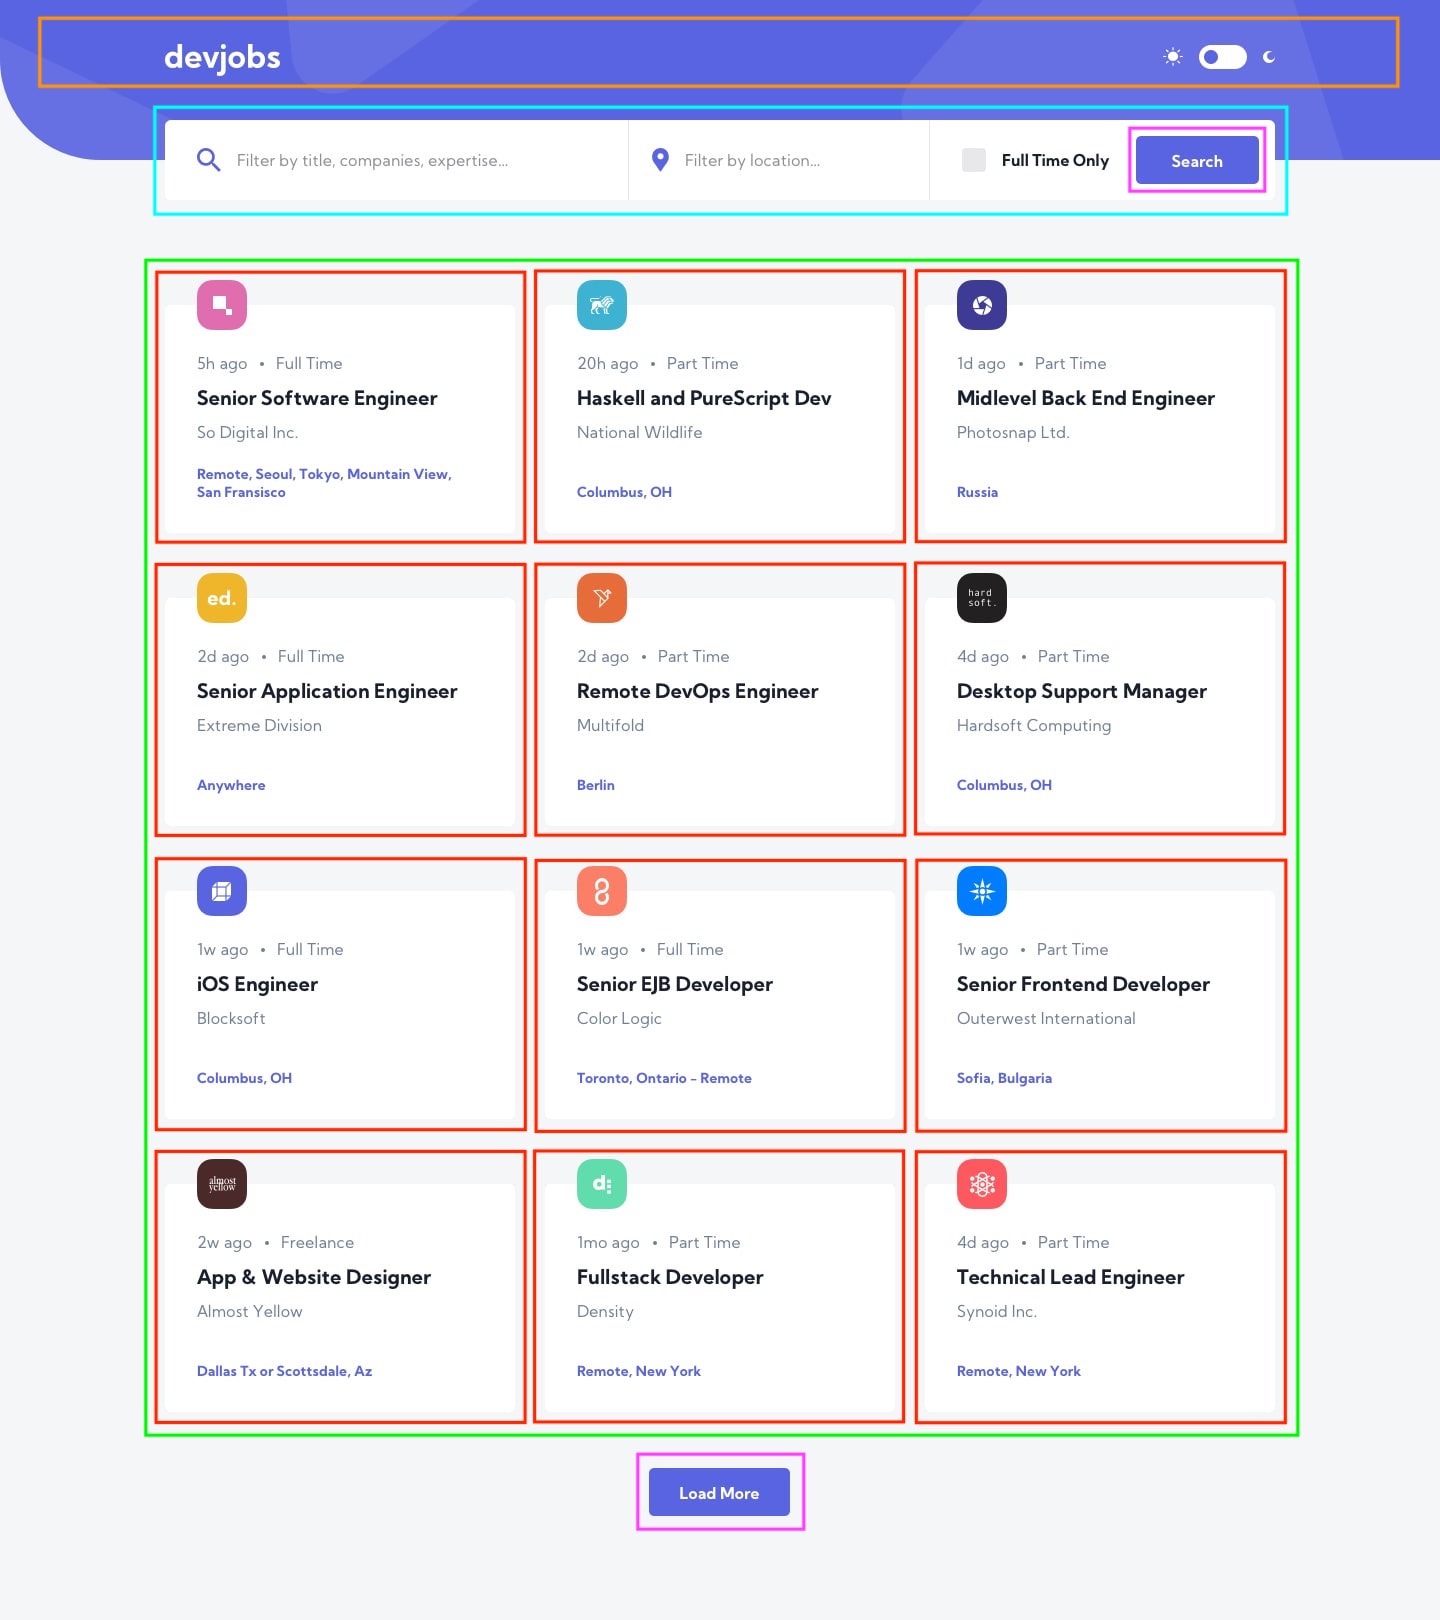 devjobs
Filter by title, companies, expertise...
Filter by location...
Full Time Only
Search
5h ago • Full Time
Senior Software Engineer
So Digital Inc.
Remote, Seoul, Tokyo, Mountain View,
San Fransisco
20h ago • Part Time
Haskell and PureScript Dev
National Wildlife
Columbus, OH
1d ago • Part Time
Midlevel Back End Engineer
Photosnap Ltd.
Russia
ed.
2d ago • Full Time
Senior Application Engineer
Extreme Division
Anywhere
2d ago • Part Time
Remote DevOps Engineer
Multifold
Berlin
hard
soft.
4d ago • Part Time
Desktop Support Manager
Hardsoft Computing
Columbus, OH
1w ago • Full Time
iOS Engineer
Blocksoft
Columbus, OH
1w ago • Full Time
Senior EJB Developer
Color Logic
Toronto, Ontario - Remote
1w ago • Part Time
Senior Frontend Developer
Outerwest International
Sofia, Bulgaria
almost
yellow
2w ago • Freelance
App & Website Designer
Almost Yellow
Dallas Tx or Scottsdale, Az
d
1mo ago • Part Time
Fullstack Developer
Density
Remote, New York
4d ago • Part Time
Technical Lead Engineer
Synoid Inc.
Remote, New York
Load More